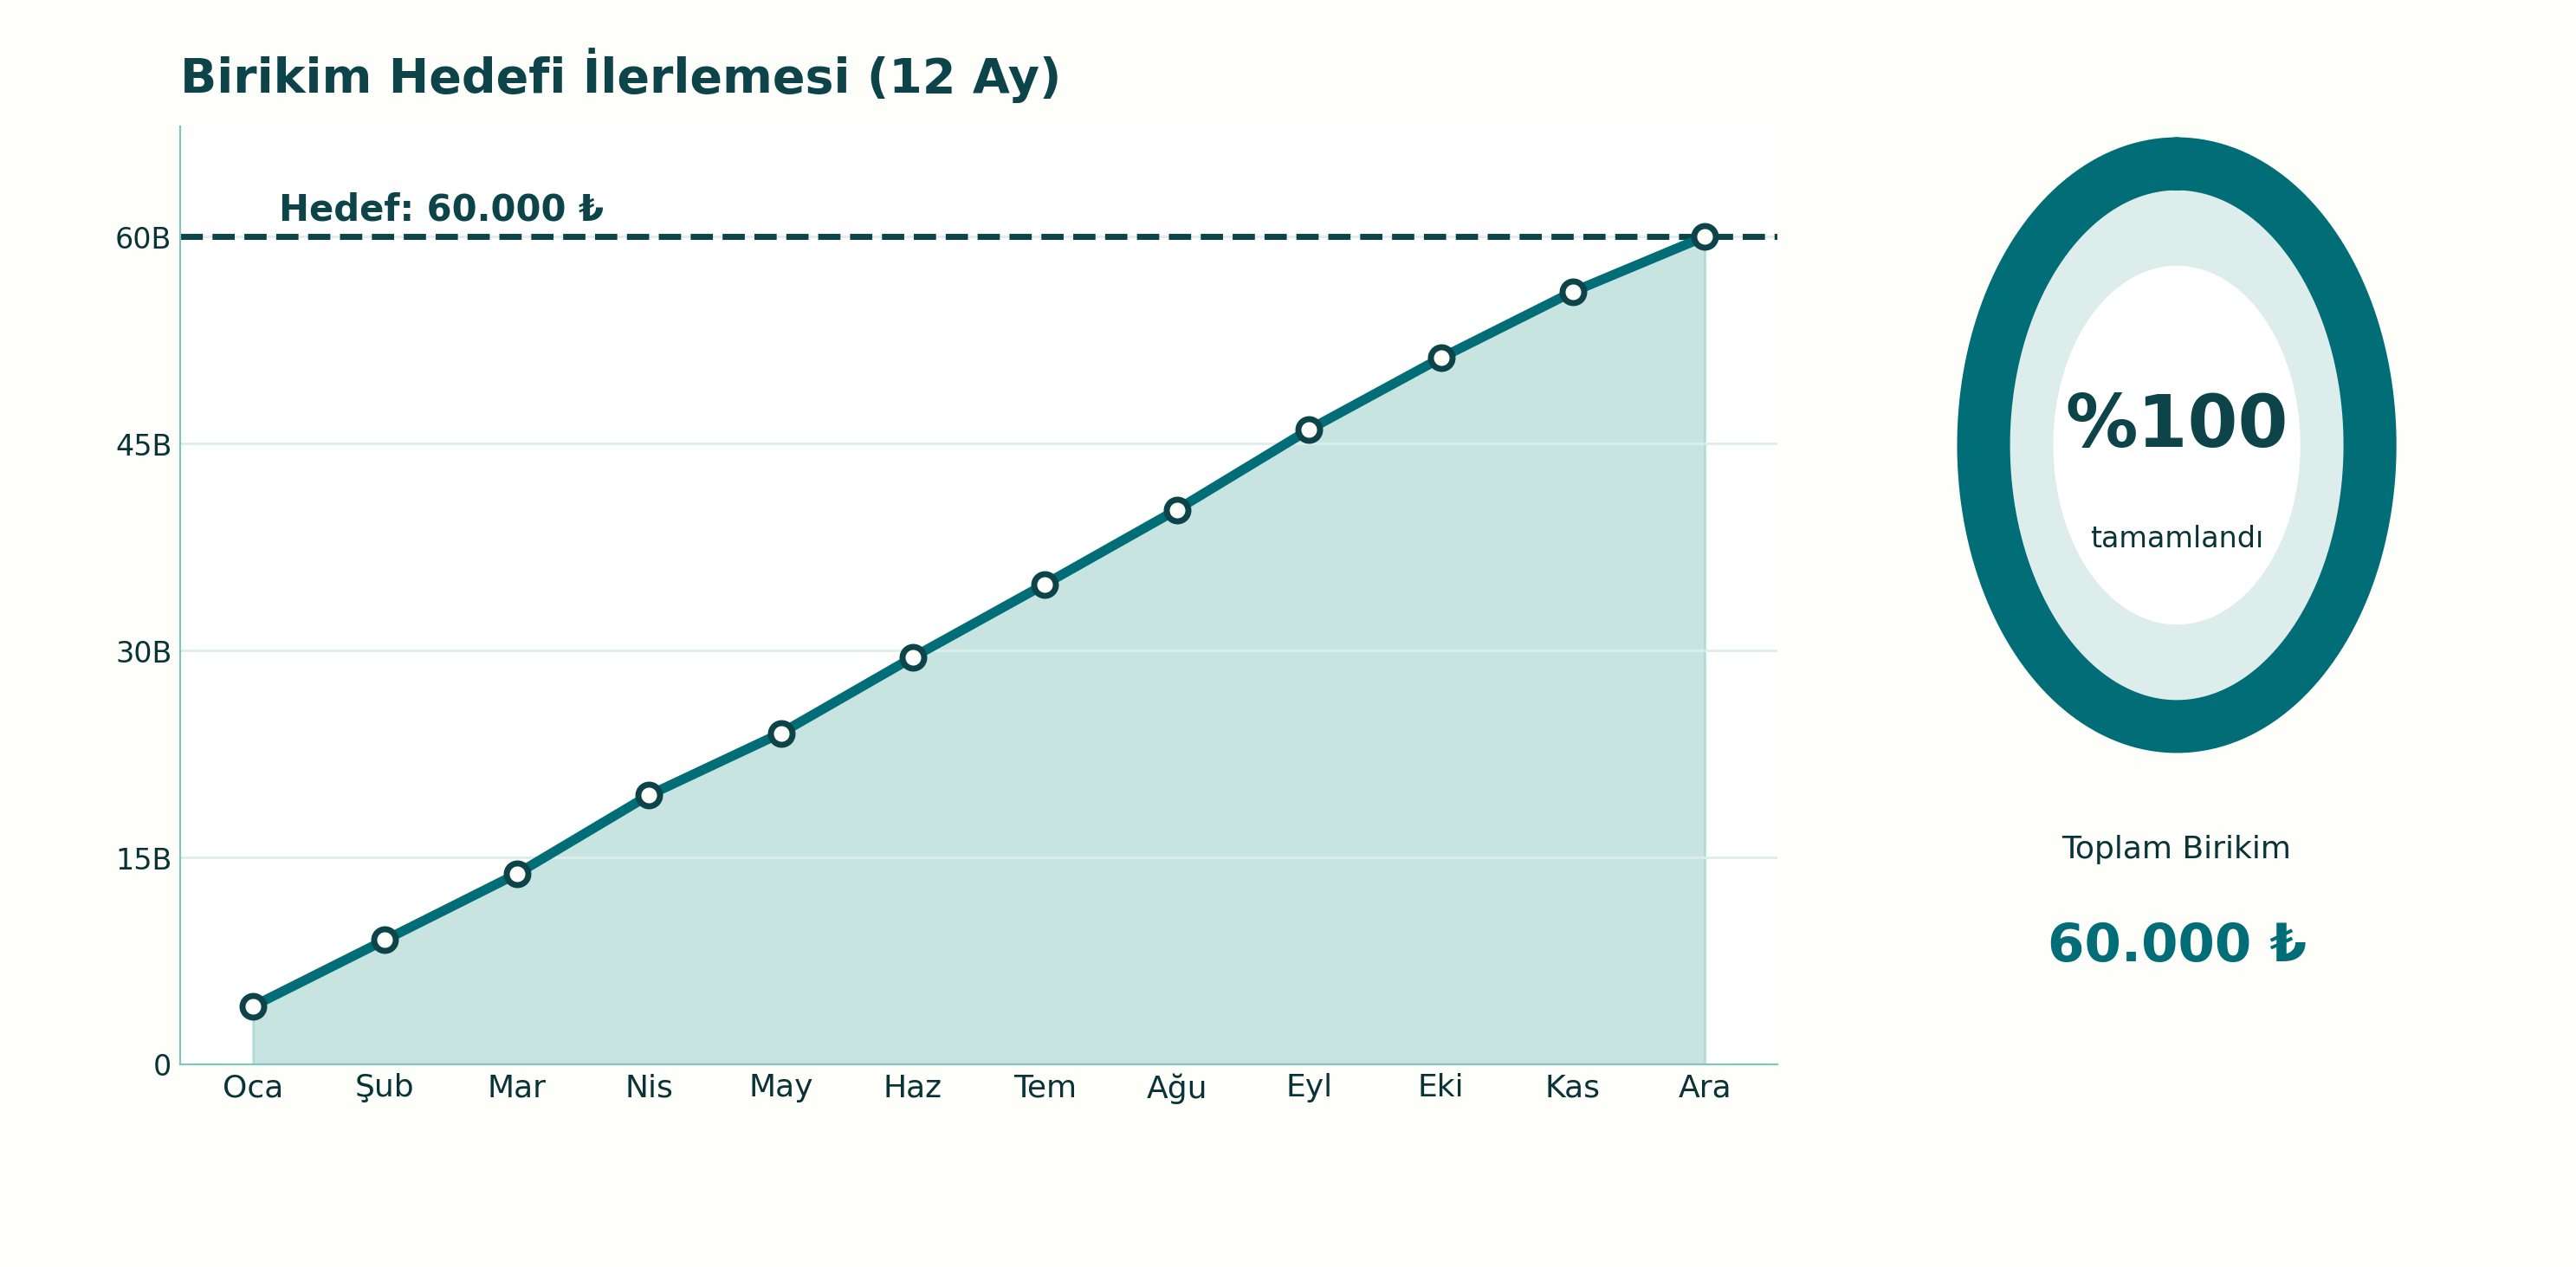 Birikim Hedefi İlerlemesi (12 Ay)
Hedef: 60.000 ₺
60B
45B
30B
15B
0
Oca Şub Mar Nis May Haz Tem Ağu Eyl Eki Kas Ara
%100
tamamlandı
Toplam Birikim
60.000 ₺